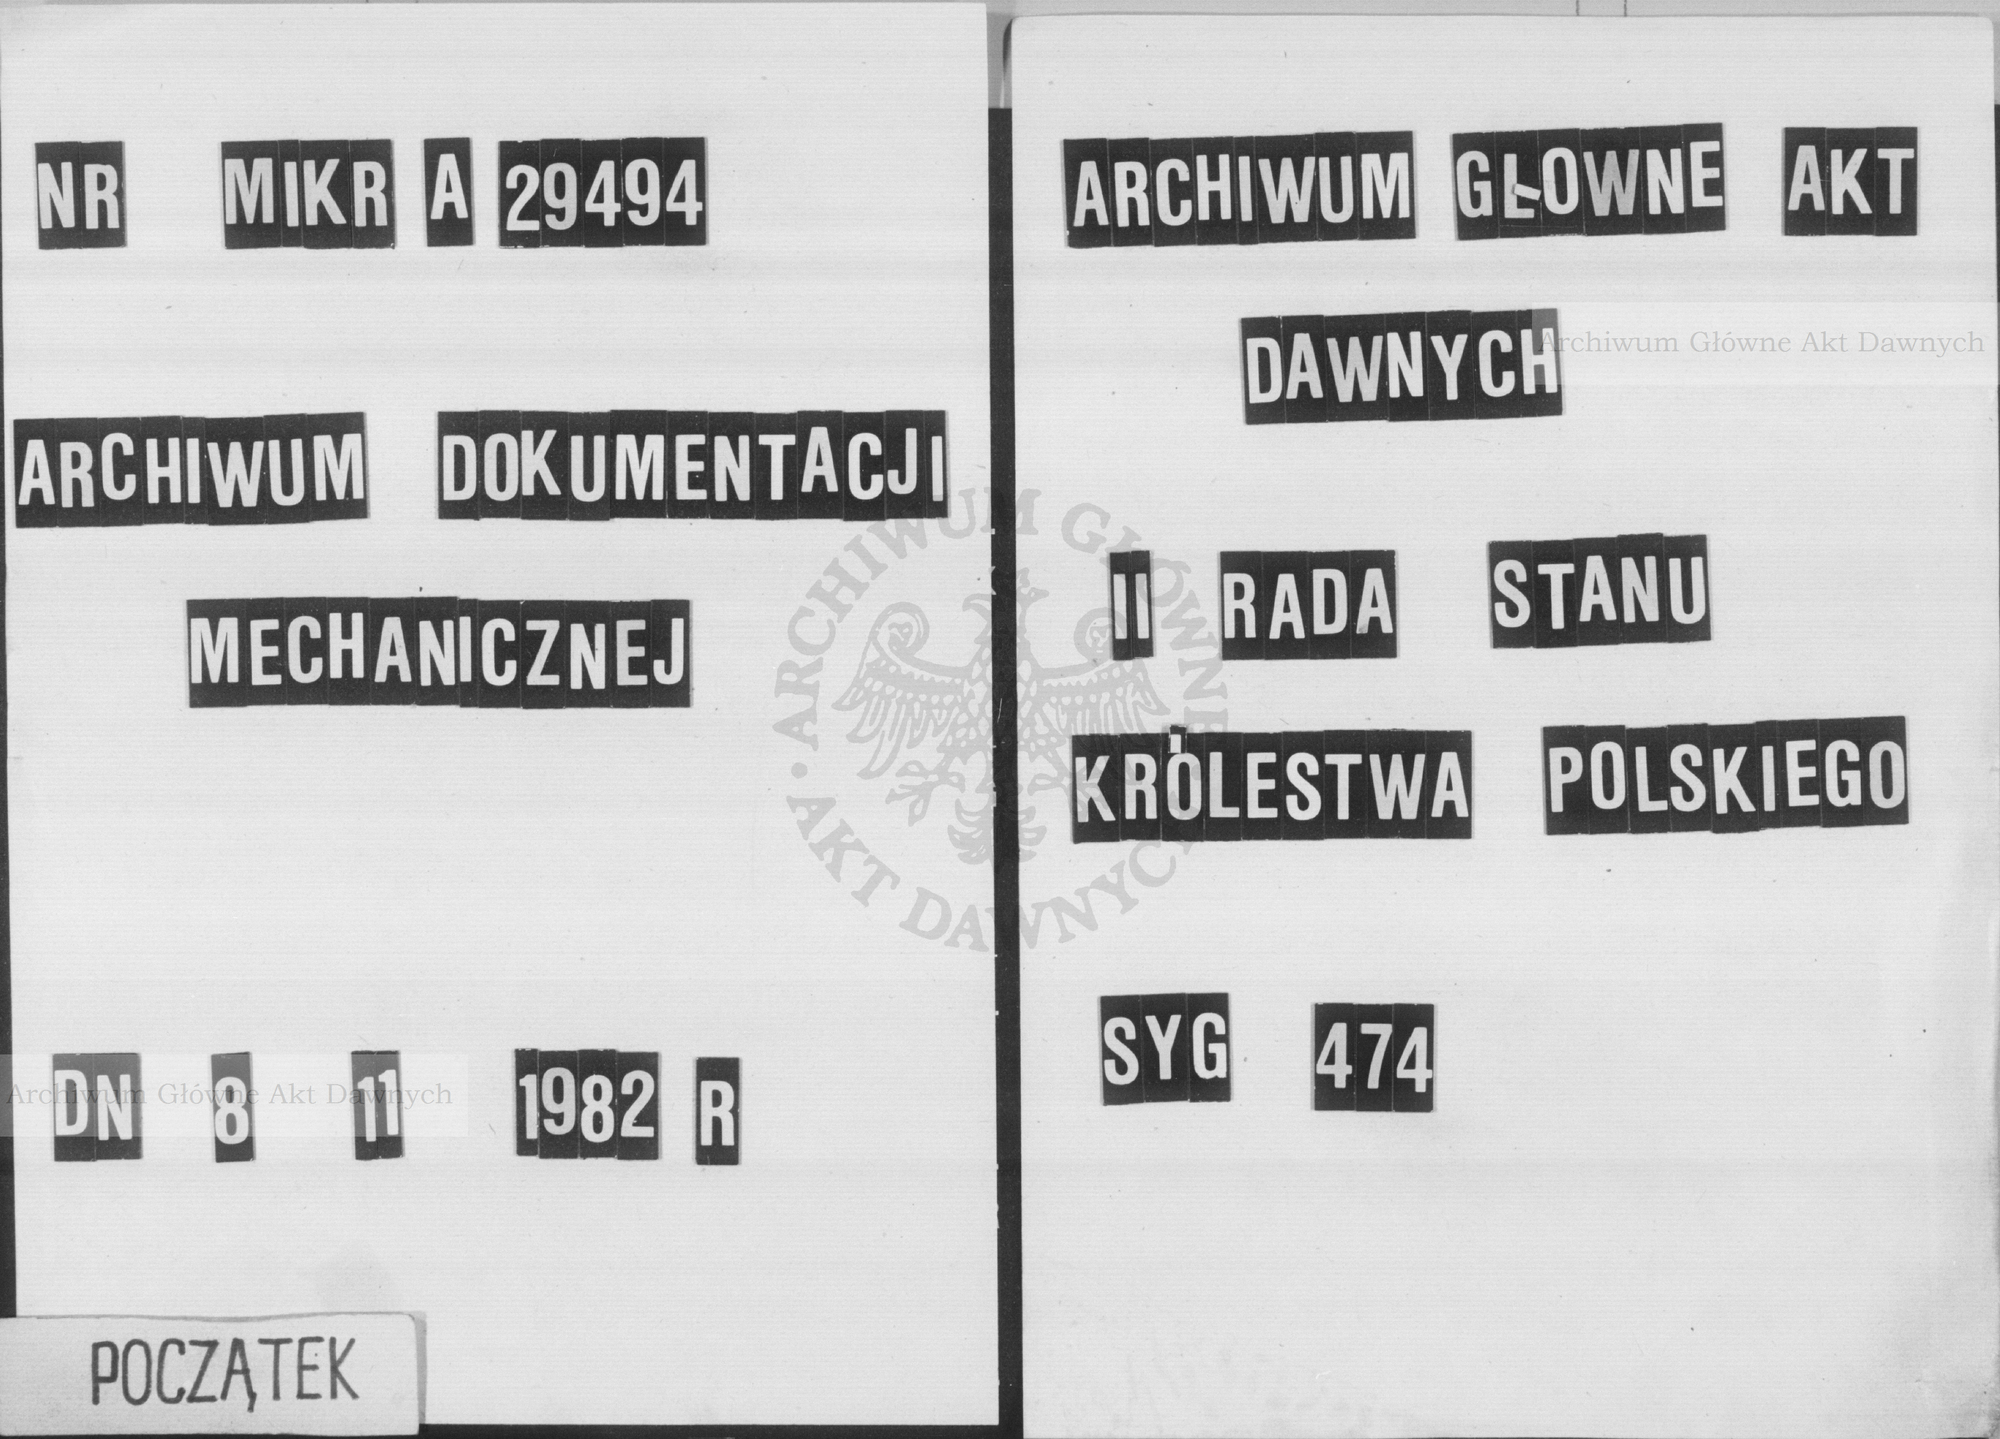 NR MIKR A 29494
ARCHIWUM DOKUMENTACJI
MECHANICZNEJ
DN 8 11 1982 R
POCZĄTEK
Archiwum Główne Akt Dawnych
ARCHIWUM GŁOWNE AKT
DAWNYCH
Archiwum Główne Akt Dawnych
II RADA STANU
KRÓLESTWA POLSKIEGO
SYG 474
ARCHIWUM GŁÓWNE • AKT DAWNYCH •